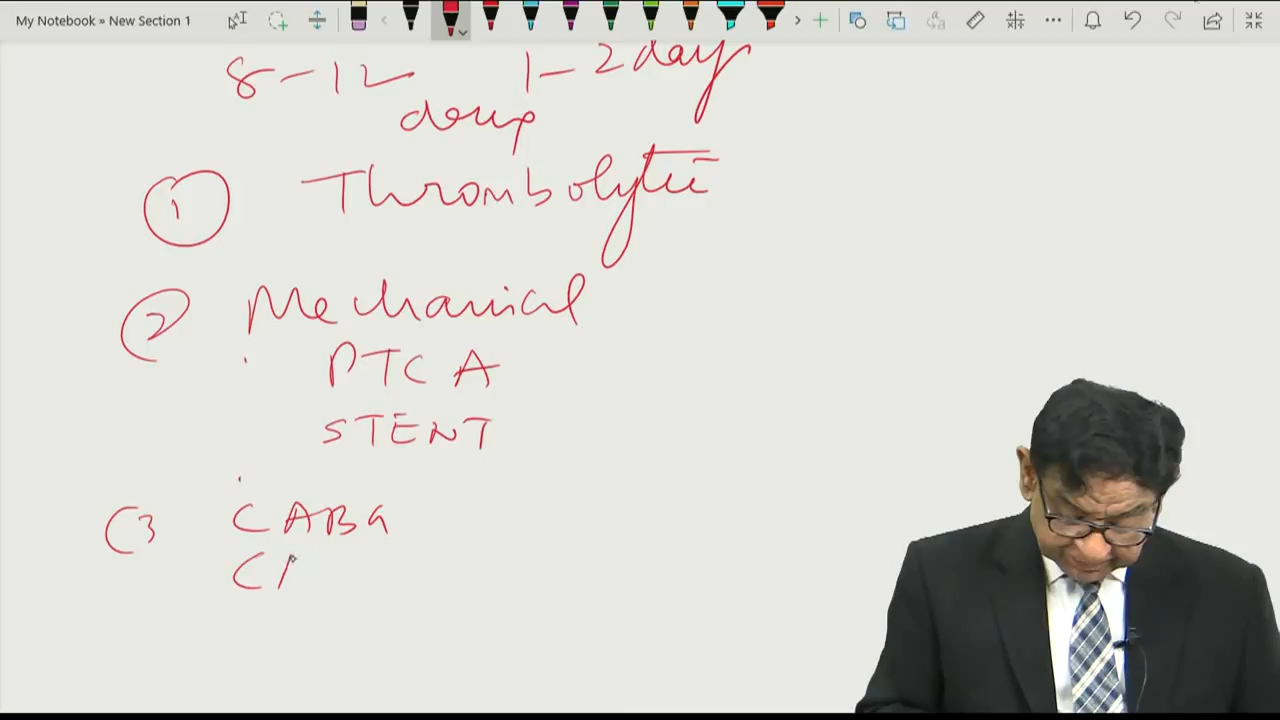 My Notebook » New Section 1
8-12 1-2 day
drug
1 Thrombolytic
2 Mechanical
PTCA
STENT
(3 CABG
C